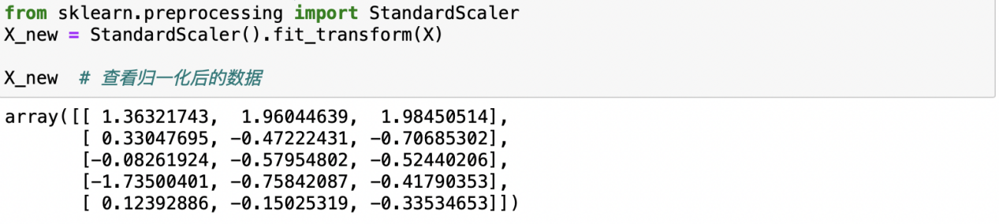 from sklearn.preprocessing import StandardScaler
X_new = StandardScaler().fit_transform(X)
X_new  # 查看归一化后的数据
array([[ 1.36321743,  1.96044639,  1.98450514],
       [ 0.33047695, -0.47222431, -0.70685302],
       [-0.08261924, -0.57954802, -0.52440206],
       [-1.73500401, -0.75842087, -0.41790353],
       [ 0.12392886, -0.15025319, -0.33534653]])